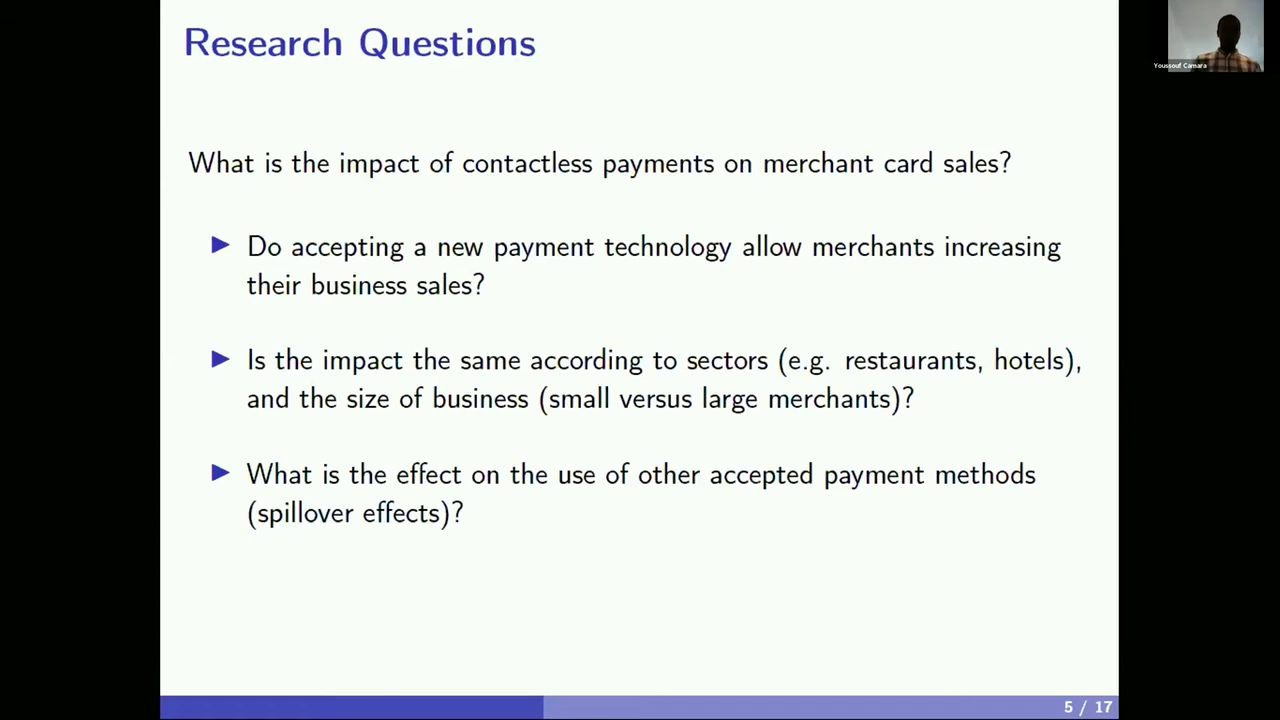 Research Questions
Youssouf Camara
What is the impact of contactless payments on merchant card sales?
▶ Do accepting a new payment technology allow merchants increasing
their business sales?
▶ Is the impact the same according to sectors (e.g. restaurants, hotels),
and the size of business (small versus large merchants)?
▶ What is the effect on the use of other accepted payment methods
(spillover effects)?
5 / 17